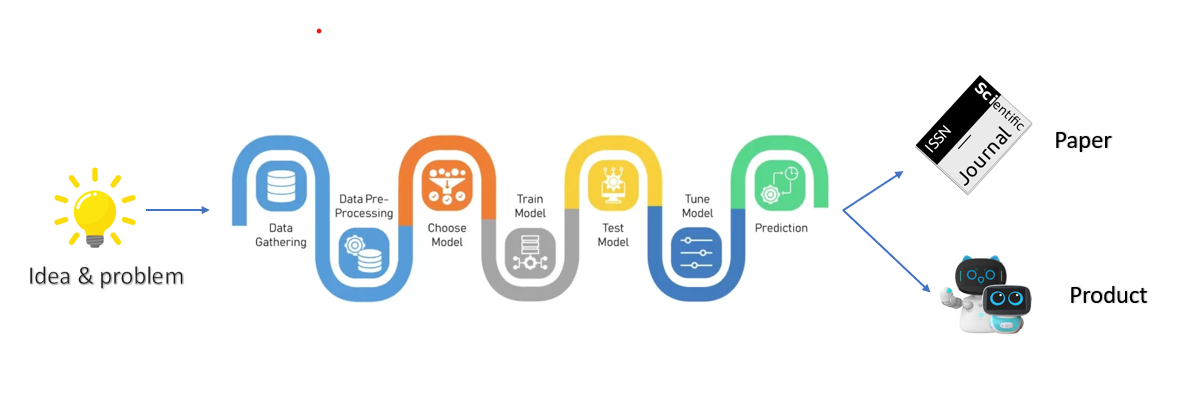 Idea & problem
Data
Gathering
Data Pre-
Processing
Choose
Model
Train
Model
Test
Model
Tune
Model
Prediction
Scientific
Journal
ISSN
Paper
Product